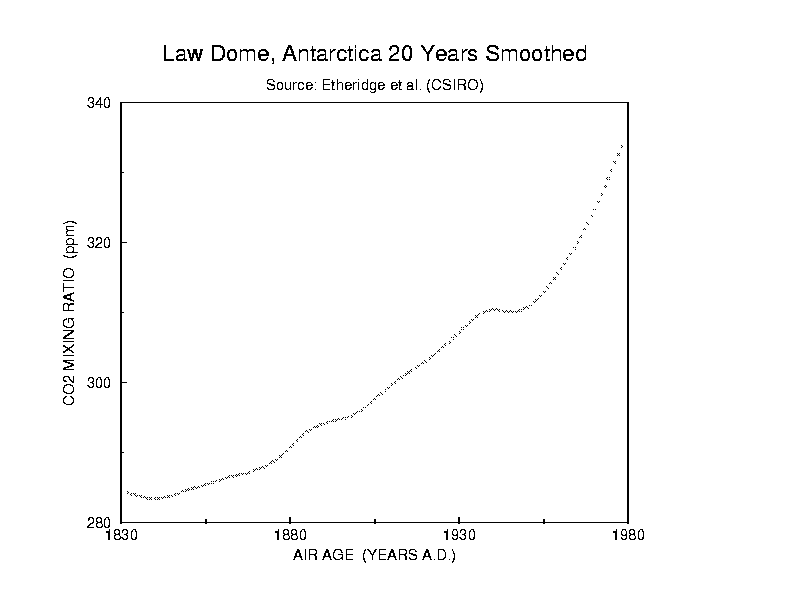 Law Dome, Antarctica 20 Years Smoothed
Source: Etheridge et al. (CSIRO)
340
320
300
280
CO2 MIXING RATIO (ppm)
1830
1880
1930
1980
AIR AGE (YEARS A.D.)